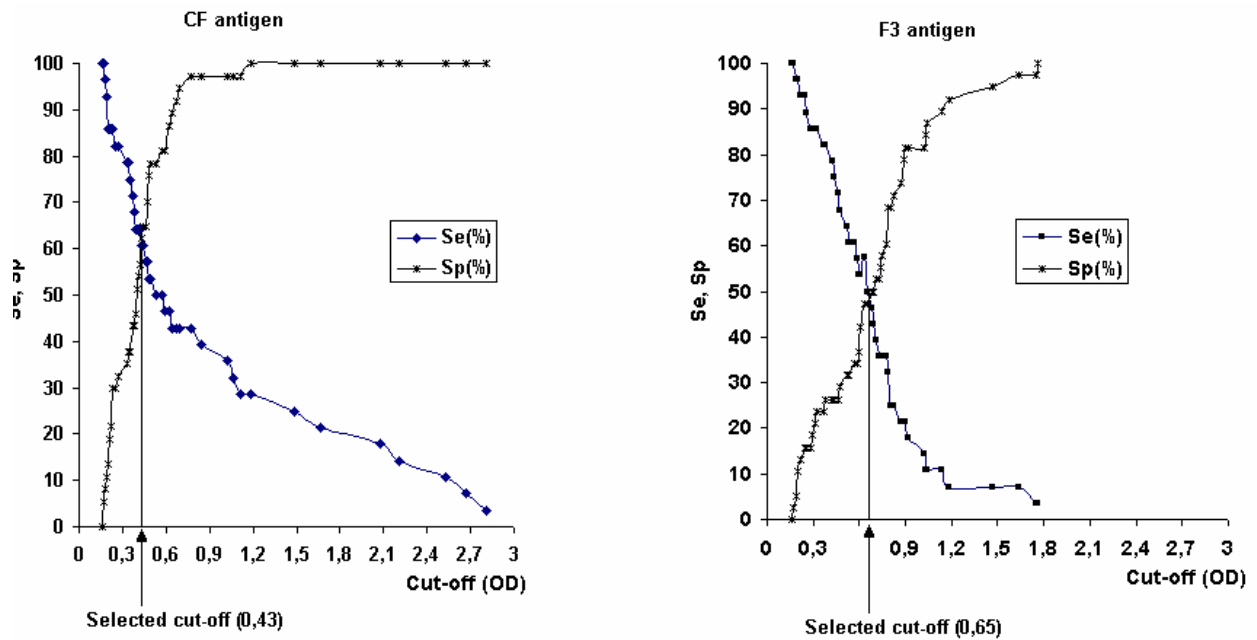 CF antigen
100
90
80
70
60
50
40
30
20
10
0
Se, Sp
Se(%)
Sp(%)
0,3 0,6 0,9 1,2 1,5 1,8 2,1 2,4 2,7 3
Cut-off (OD)
Selected cut-off (0,43)
F3 antigen
100
90
80
70
60
50
40
30
20
10
0
Se, Sp
Se(%)
Sp(%)
0 0,3 0,9 1,2 1,5 1,8 2,1 2,4 2,7 3
Cut-off (OD)
Selected cut-off (0,65)